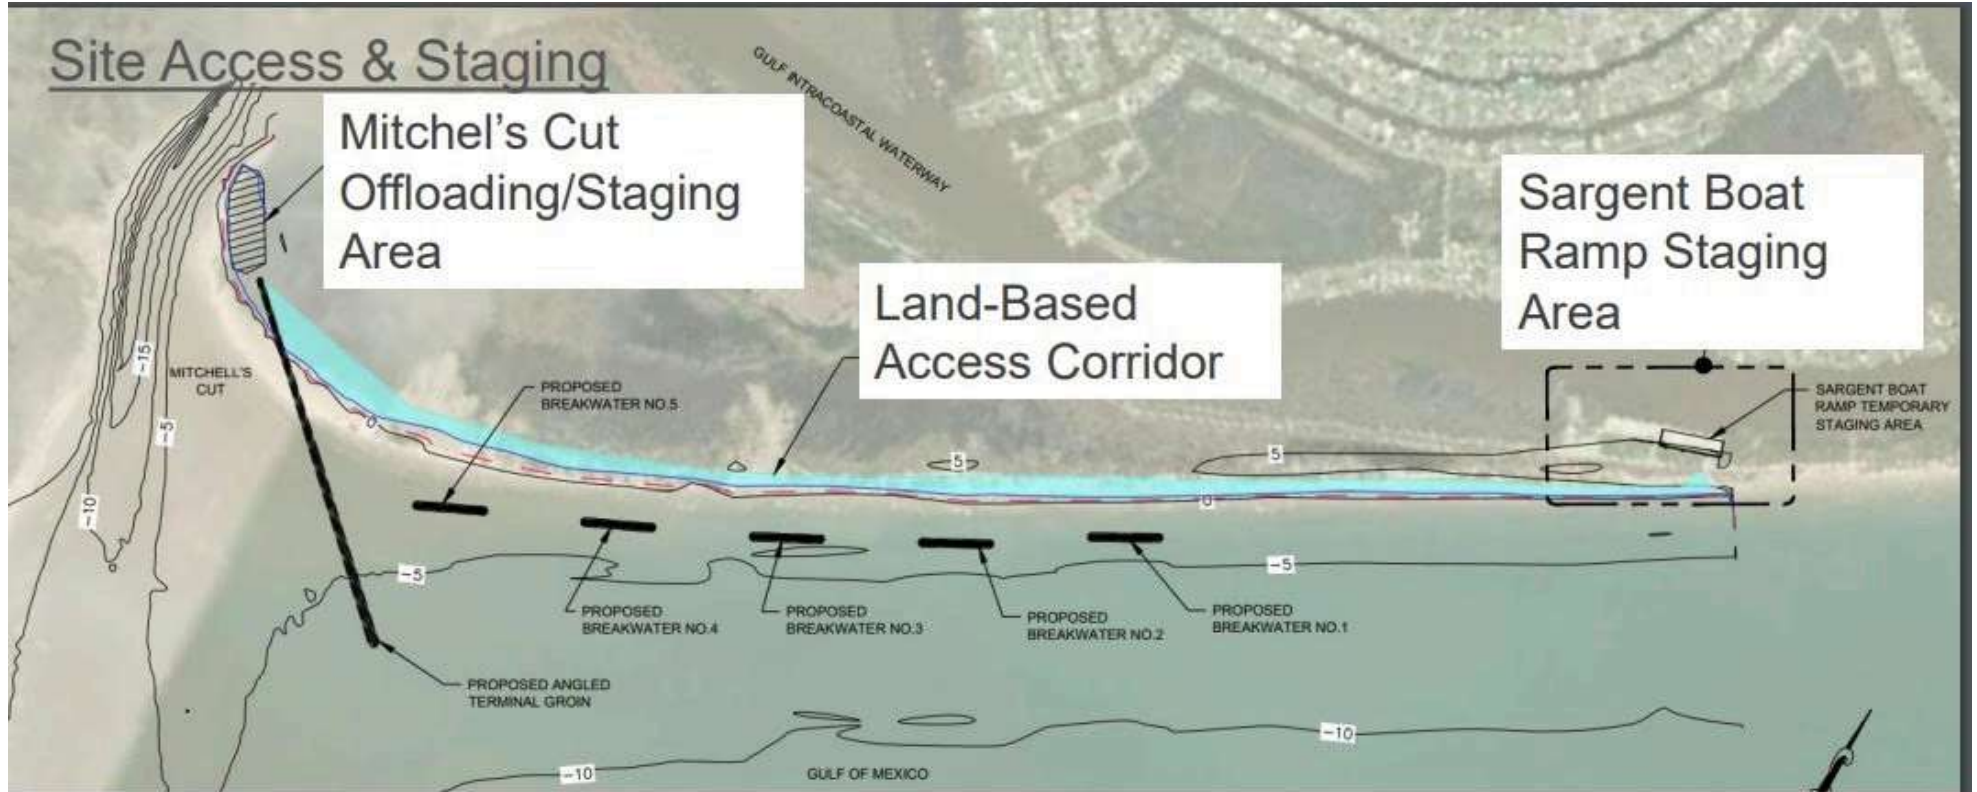 Site Access & Staging
Mitchel’s Cut
Offloading/Staging
Area
GULF INTRACOASTAL WATERWAY
Sargent Boat
Ramp Staging
Area
Land-Based
Access Corridor
MITCHELL'S
CUT
PROPOSED
BREAKWATER NO.5
SARGENT BOAT
RAMP TEMPORARY
STAGING AREA
-15
-5
-10
0
5
5
0
-5
-5
PROPOSED
BREAKWATER NO.4
PROPOSED
BREAKWATER NO.3
PROPOSED
BREAKWATER NO.2
PROPOSED
BREAKWATER NO.1
PROPOSED ANGLED
TERMINAL GROIN
-10
-10
GULF OF MEXICO